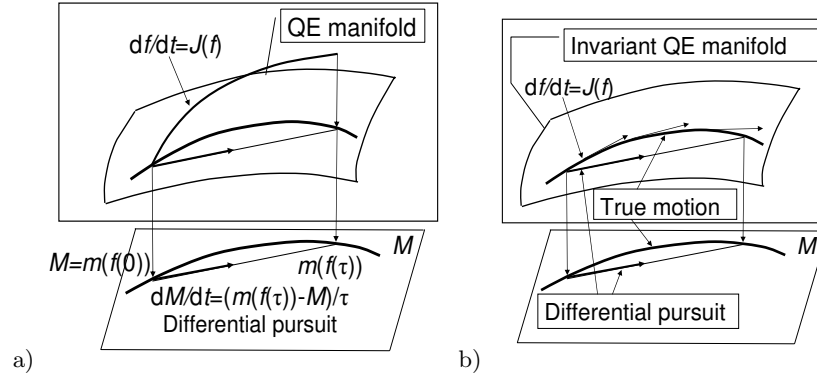 QE manifold
df/dt=J(f)
M
M=m(f(0))
m(f(τ))
dM/dt=(m(f(τ))-M)/τ
Differential pursuit
a)
Invariant QE manifold
df/dt=J(f)
True motion
M
Differential pursuit
b)